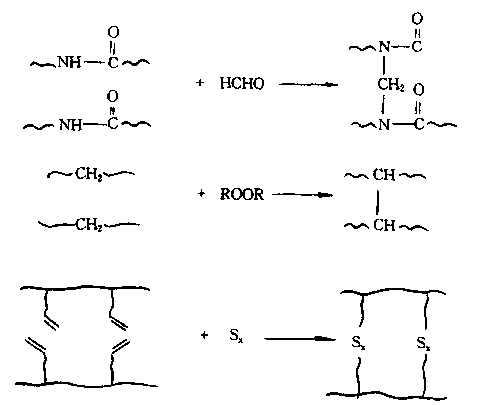 O O
NH—C N—C
+ HCHO CH₂
O O
NH—C N—C
CH₂ CH
+ ROOR
CH₂ CH
+ Sₓ Sₓ Sₓ